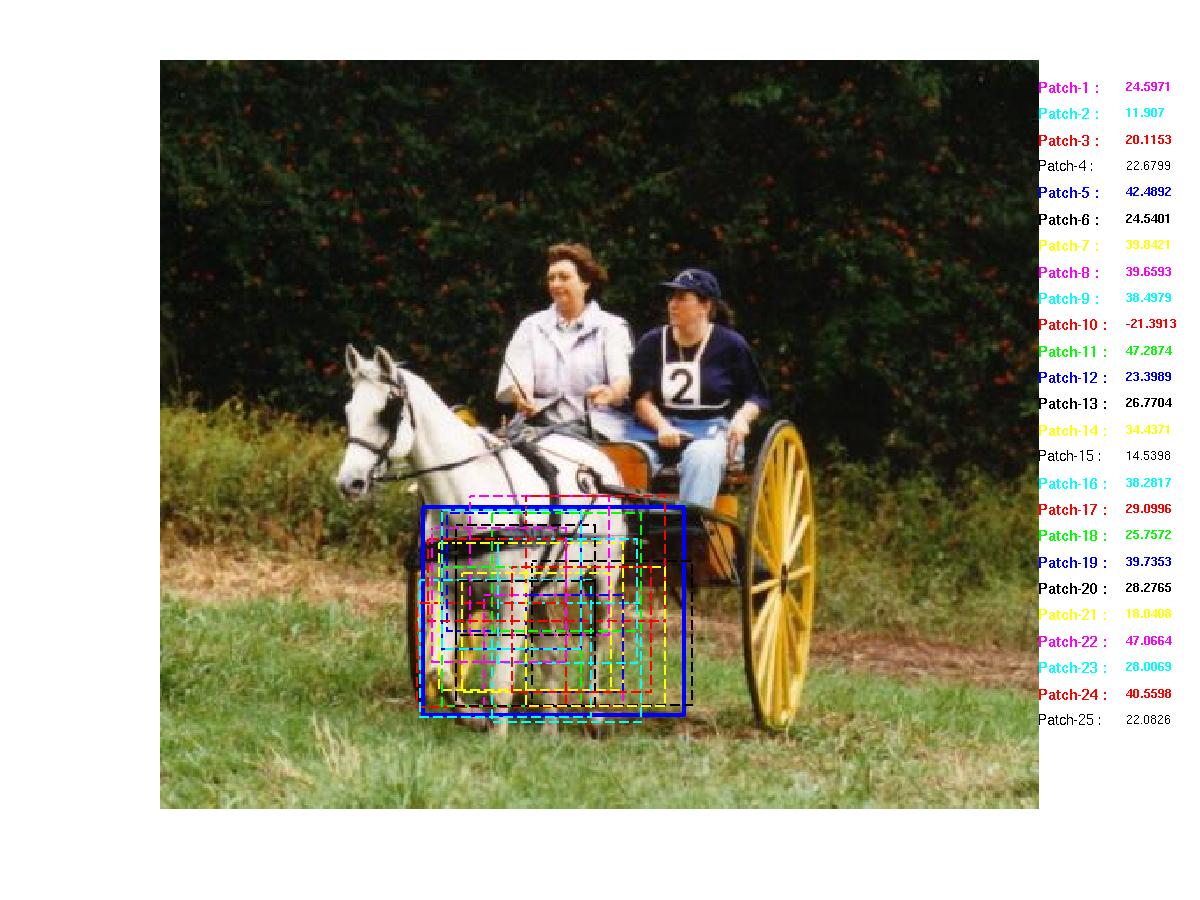 Patch-1 : 24.5971
Patch-2 : 11.907
Patch-3 : 20.1153
Patch-4 : 22.6799
Patch-5 : 42.4892
Patch-6 : 24.5401
Patch-7 : 39.0421
Patch-8 : 39.6593
Patch-9 : 38.4979
Patch-10 : -21.3913
Patch-11 : 47.2874
Patch-12 : 23.3989
Patch-13 : 26.7704
Patch-14 : 34.4371
Patch-15 : 14.5398
Patch-16 : 38.2817
Patch-17 : 29.0996
Patch-18 : 25.7572
Patch-19 : 39.7353
Patch-20 : 28.2765
Patch-21 : 18.0408
Patch-22 : 47.0664
Patch-23 : 28.0069
Patch-24 : 40.5598
Patch-25 : 22.0826
2